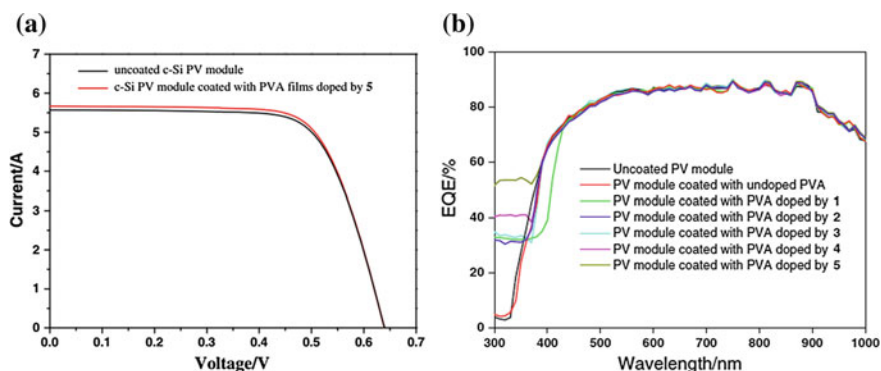 (a)
7
6
5
4
3
2
1
0
Current/A
uncoated c-Si PV module
c-Si PV module coated with PVA films doped by 5
0.0 0.1 0.2 0.3 0.4 0.5 0.6 0.7
Voltage/V
(b)
100
80
60
40
20
0
EQE/%
Uncoated PV module
PV module coated with undoped PVA
PV module coated with PVA doped by 1
PV module coated with PVA doped by 2
PV module coated with PVA doped by 3
PV module coated with PVA doped by 4
PV module coated with PVA doped by 5
300 400 500 600 700 800 900 1000
Wavelength/nm